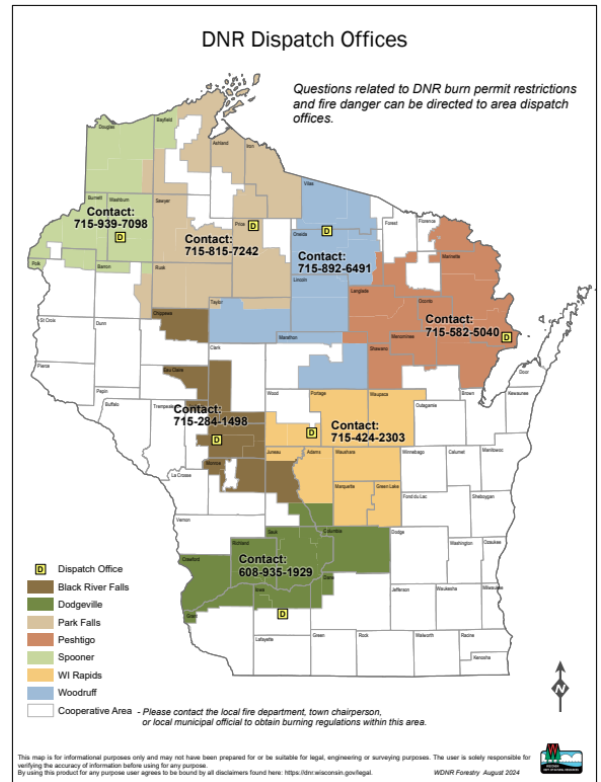 DNR Dispatch Offices
Questions related to DNR burn permit restrictions
and fire danger can be directed to area dispatch
offices.
Douglas
Bayfield
Ashland
Iron
Vilas
Burnett
Washburn
Sawyer
Price
Oneida
Forest
Florence
Marinette
Contact:
715-939-7098
D
Contact:
715-815-7242
D
Contact:
715-892-6491
D
Polk
Barron
Rusk
Lincoln
Langlade
Oconto
Contact:
715-582-5040
D
Taylor
Chippewa
Marathon
Menominee
Shawano
St Croix
Dunn
Clark
Door
Pierce
Eau Claire
Pepin
Buffalo
Trempealeau
Wood
Portage
Waupaca
Brown
Kewaunee
Outagamie
Contact:
715-284-1498
D
Contact:
715-424-2303
D
Monroe
Juneau
Adams
Waushara
Winnebago
Calumet
Manitowoc
La Crosse
Marquette
Green Lake
Fond du Lac
Sheboygan
Vernon
Richland
Sauk
Columbia
Dodge
Washington
Ozaukee
Crawford
Contact:
608-935-1929
D
Iowa
Dane
Jefferson
Waukesha
Milwaukee
Grant
Lafayette
Green
Rock
Walworth
Racine
Kenosha
D Dispatch Office
Black River Falls
Dodgeville
Park Falls
Peshtigo
Spooner
WI Rapids
Woodruff
Cooperative Area - Please contact the local fire department, town chairperson,
or local municipal official to obtain burning regulations within this area.
N
This map is for informational purposes only and may not have been prepared for or be suitable for legal, engineering or surveying purposes. The user is solely responsible for
verifying the accuracy of information before using for any purpose.
By using this product for any purpose user agrees to be bound by all disclaimers found here: https://dnr.wisconsin.gov/legal.
WDNR Forestry August 2024